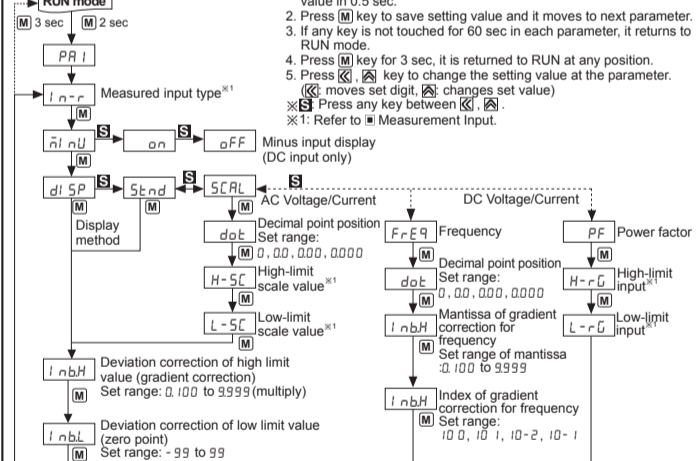 RUN mode
M 3 sec M 2 sec
value in 0.5 sec.
2. Press M key to save setting value and it moves to next parameter.
3. If any key is not touched for 60 sec in each parameter, it returns to
RUN mode.
4. Press M key for 3 sec, it is returned to RUN at any position.
5. Press «, ^ key to change the setting value at the parameter.
(«: moves set digit, ^: changes set value)
※S: Press any key between «, ^.
※1: Refer to ■ Measurement Input.
PA1
In-r Measured input type※1
M
ñInU S on S oFF Minus input display
(DC input only)
M
dISP S Stnd S SCAL S
AC Voltage/Current
DC Voltage/Current
M M M
Display
method
dot Decimal point position
Set range:
0, 0.0, 0.00, 0.000
M
H-SC High-limit
scale value※1
M
L-SC Low-limit
scale value※1
M
FrEq Frequency
M
dot Decimal point position
Set range:
0, 0.0, 0.00, 0.000
M
Inb.H Mantissa of gradient
correction for
frequency
Set range of mantissa
:0.100 to 9.999
M
Inb.H Index of gradient
correction for frequency
M Set range:
10 0, 10 1, 10-2, 10-1
PF Power factor
M
H-rG High-limit
input※1
M
L-rG Low-limit
input※1
Inb.H Deviation correction of high limit
value (gradient correction)
M Set range: 0.100 to 9.999 (multiply)
Inb.L Deviation correction of low limit value
(zero point)
M Set range: -99 to 99